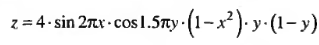 z = 4 · sin 2πx · cos 1.5πy · (1 − x²) · y · (1 − y)